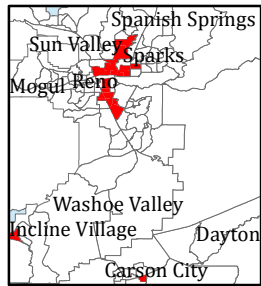 Spanish Springs
Sun Valley
Sparks
Mogul
Reno
Washoe Valley
Incline Village
Dayton
Carson City